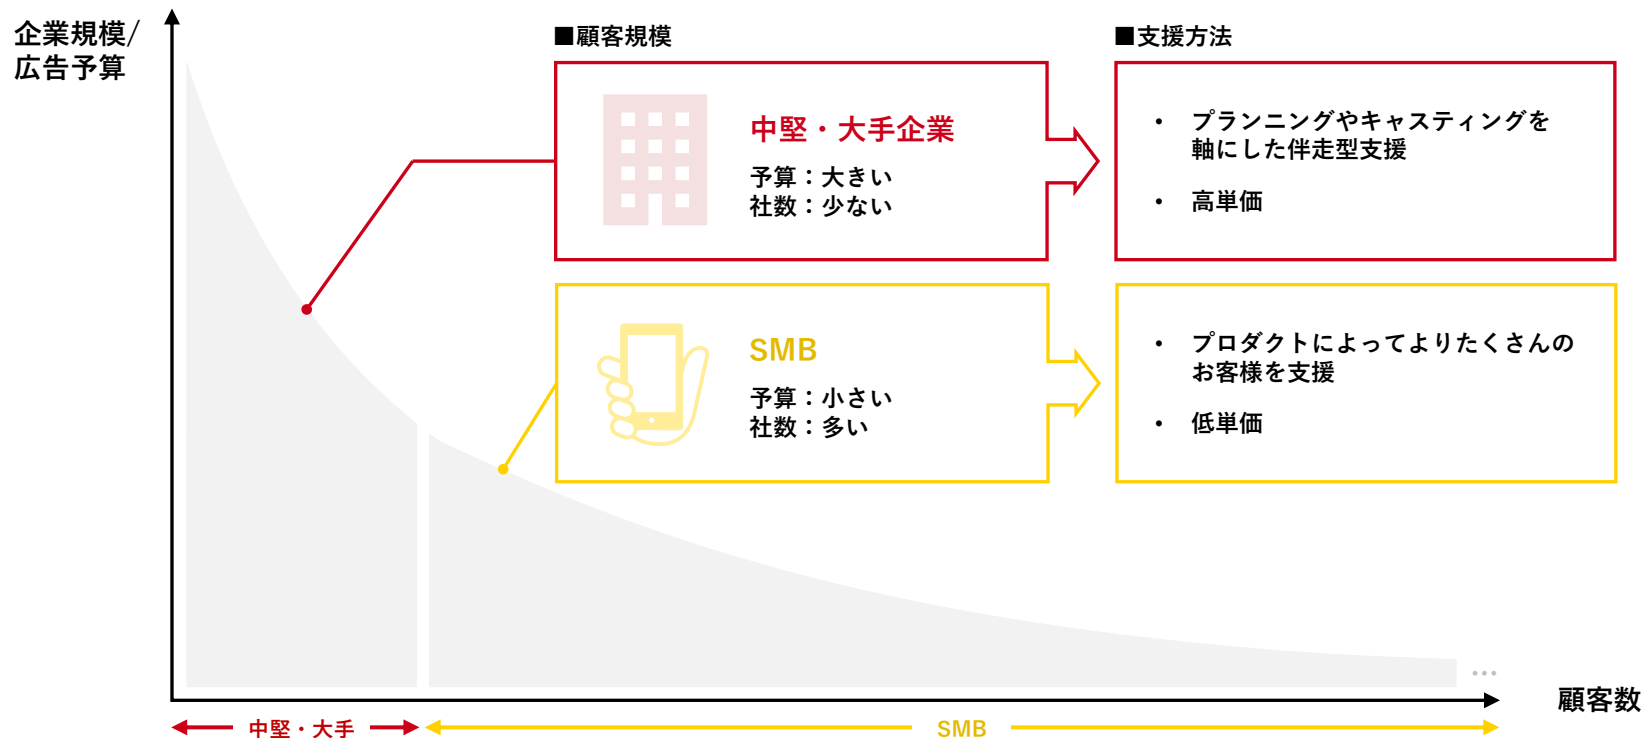 企業規模/
広告予算
■顧客規模
中堅・大手企業
予算：大きい
社数：少ない
■支援方法
• プランニングやキャスティングを
軸にした伴走型支援
• 高単価
SMB
予算：小さい
社数：多い
• プロダクトによってよりたくさんの
お客様を支援
• 低単価
…
顧客数
中堅・大手
SMB